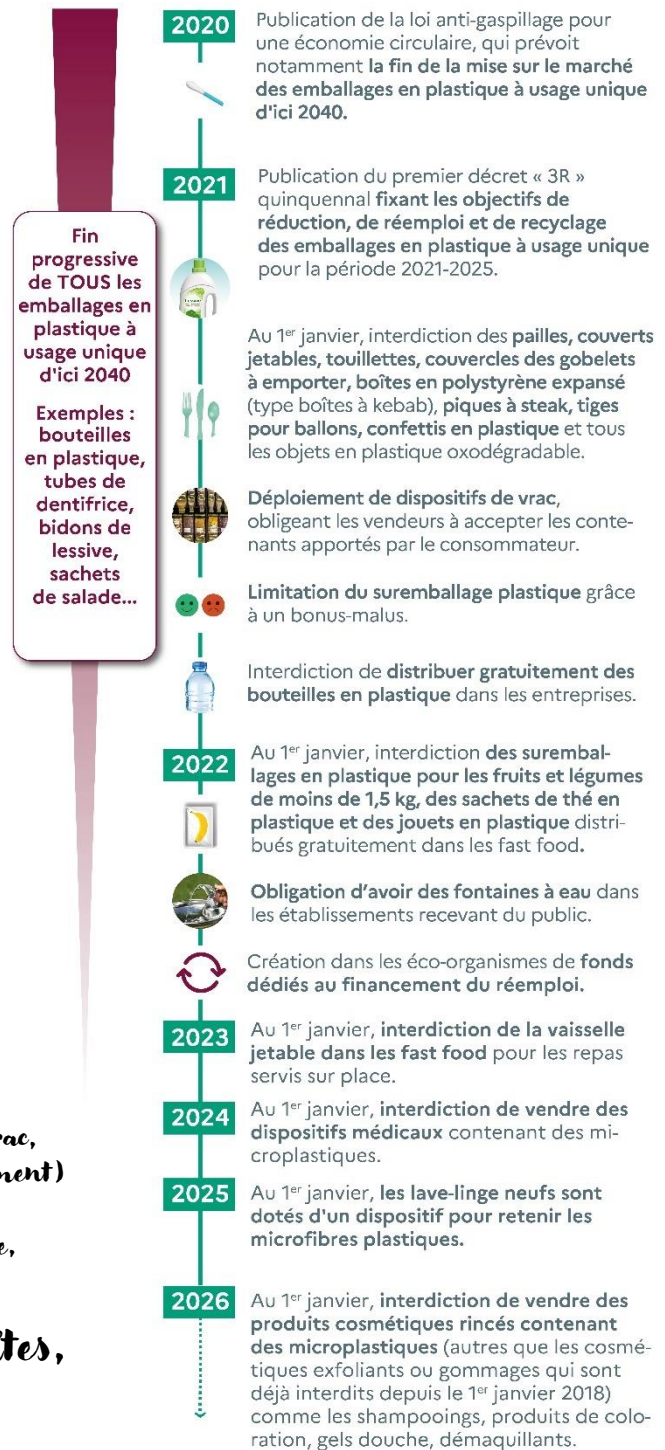 2020
Publication de la loi anti-gaspillage pour
une économie circulaire, qui prévoit
notamment la fin de la mise sur le marché
des emballages en plastique à usage unique
d'ici 2040.
2021
Publication du premier décret « 3R »
quinquennal fixant les objectifs de
réduction, de réemploi et de recyclage
des emballages en plastique à usage unique
pour la période 2021-2025.
Fin
progressive
de TOUS les
emballages en
plastique à
usage unique
d'ici 2040
Exemples :
bouteilles
en plastique,
tubes de
dentifrice,
bidons de
lessive,
sachets
de salade...
Au 1er janvier, interdiction des pailles, couverts
jetables, touillettes, couvercles des gobelets
à emporter, boîtes en polystyrène expansé
(type boîtes à kebab), piques à steak, tiges
pour ballons, confettis en plastique et tous
les objets en plastique oxodégradable.
Déploiement de dispositifs de vrac,
obligeant les vendeurs à accepter les conte-
nants apportés par le consommateur.
Limitation du suremballage plastique grâce
à un bonus-malus.
Interdiction de distribuer gratuitement des
bouteilles en plastique dans les entreprises.
2022
Au 1er janvier, interdiction des surembal-
lages en plastique pour les fruits et légumes
de moins de 1,5 kg, des sachets de thé en
plastique et des jouets en plastique distri-
bués gratuitement dans les fast food.
Obligation d'avoir des fontaines à eau dans
les établissements recevant du public.
Création dans les éco-organismes de fonds
dédiés au financement du réemploi.
2023
Au 1er janvier, interdiction de la vaisselle
jetable dans les fast food pour les repas
servis sur place.
2024
Au 1er janvier, interdiction de vendre des
dispositifs médicaux contenant des mi-
croplastiques.
2025
Au 1er janvier, les lave-linge neufs sont
dotés d'un dispositif pour retenir les
microfibres plastiques.
2026
Au 1er janvier, interdiction de vendre des
produits cosmétiques rincés contenant
des microplastiques (autres que les cosmé-
tiques exfoliants ou gommages qui sont
déjà interdits depuis le 1er janvier 2018)
comme les shampooings, produits de colo-
ration, gels douche, démaquillants.